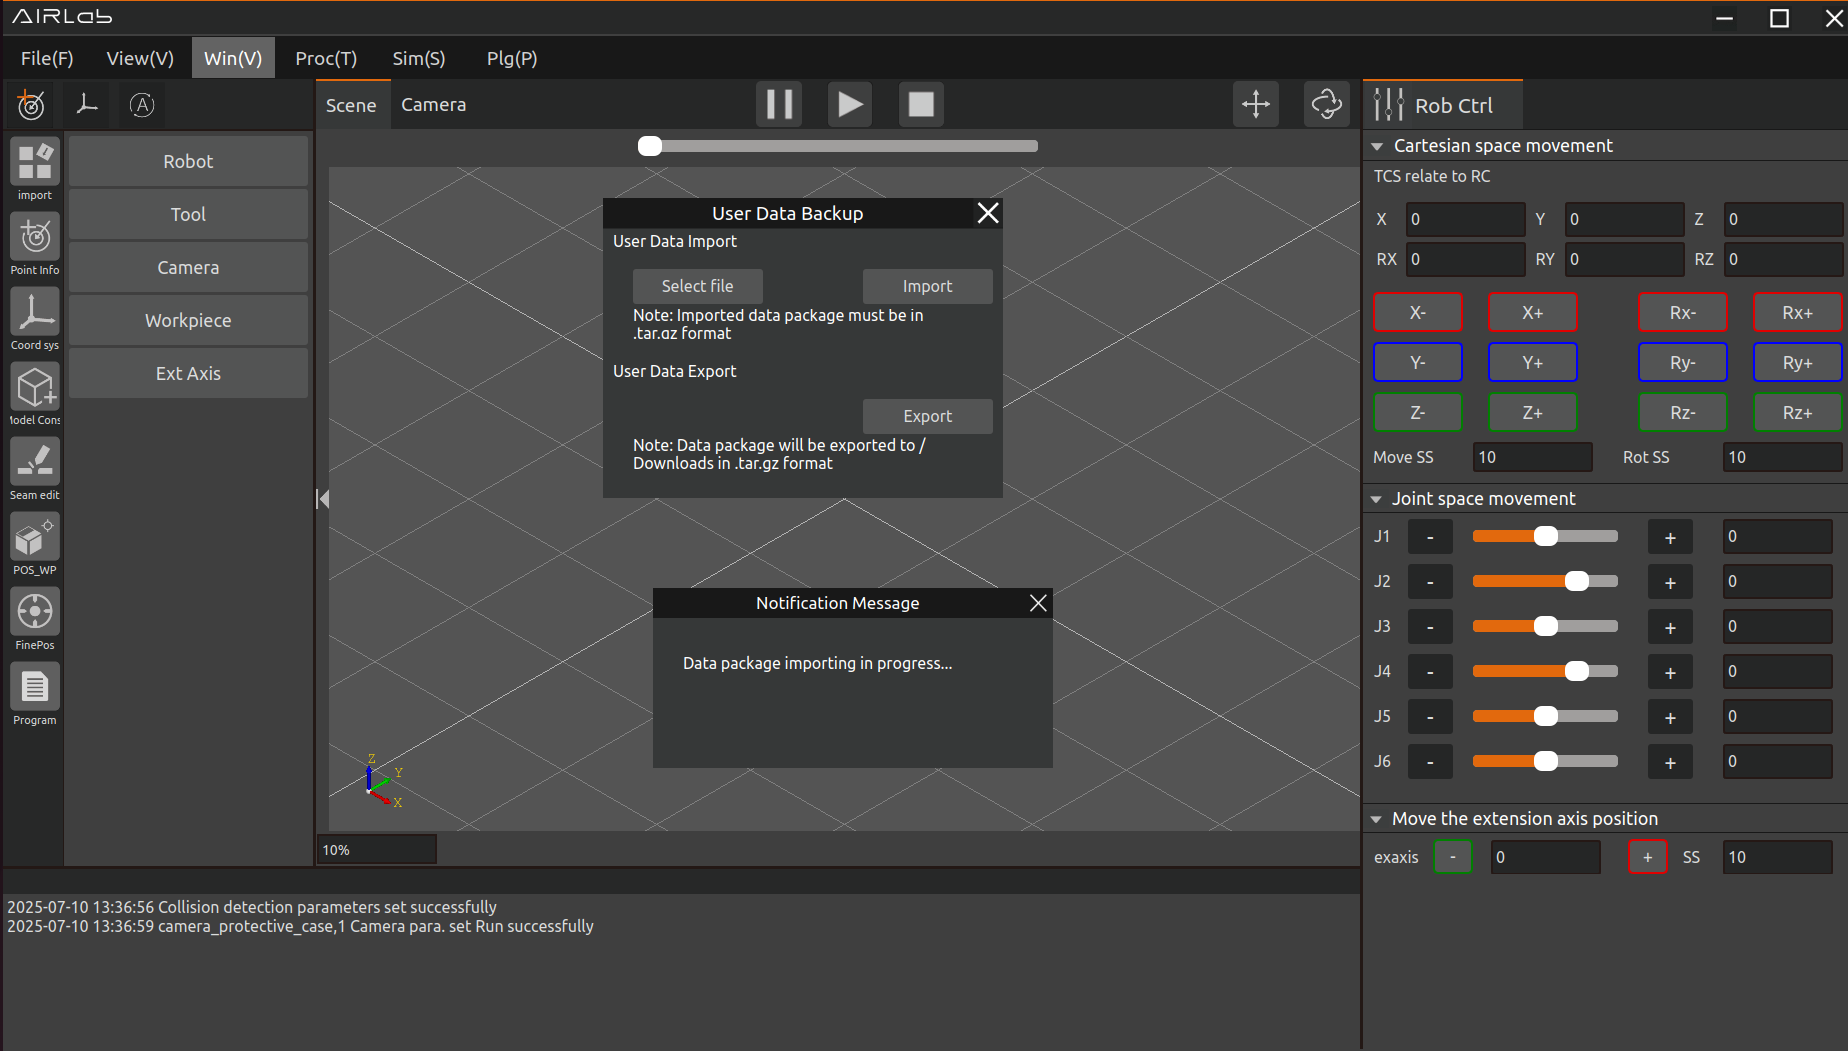 AIRLab
File(F) View(V) Win(V) Proc(T) Sim(S) Plg(P)
Scene Camera
Rob Ctrl
import
Point Info
Coord sys
Model Cons
Seam edit
POS_WP
FinePos
Program
Robot
Tool
Camera
Workpiece
Ext Axis
User Data Backup
User Data Import
Select file Import
Note: Imported data package must be in
.tar.gz format
User Data Export
Export
Note: Data package will be exported to /
Downloads in .tar.gz format
Notification Message
Data package importing in progress...
Z
Y
X
10%
Cartesian space movement
TCS relate to RC
X 0 Y 0 Z 0
RX 0 RY 0 RZ 0
X- X+ Rx- Rx+
Y- Y+ Ry- Ry+
Z- Z+ Rz- Rz+
Move SS 10 Rot SS 10
Joint space movement
J1 - + 0
J2 - + 0
J3 - + 0
J4 - + 0
J5 - + 0
J6 - + 0
Move the extension axis position
exaxis - 0 + SS 10
2025-07-10 13:36:56 Collision detection parameters set successfully
2025-07-10 13:36:59 camera_protective_case,1 Camera para. set Run successfully